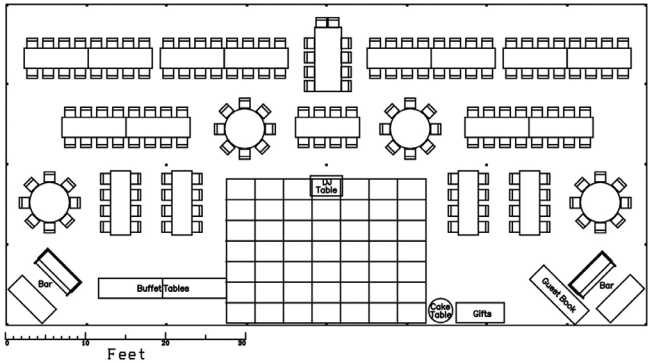 DJ
Table
Bar
Buffet Tables
Cake
Table
Gifts
Guest Book
Bar
0 10 20 30
Feet